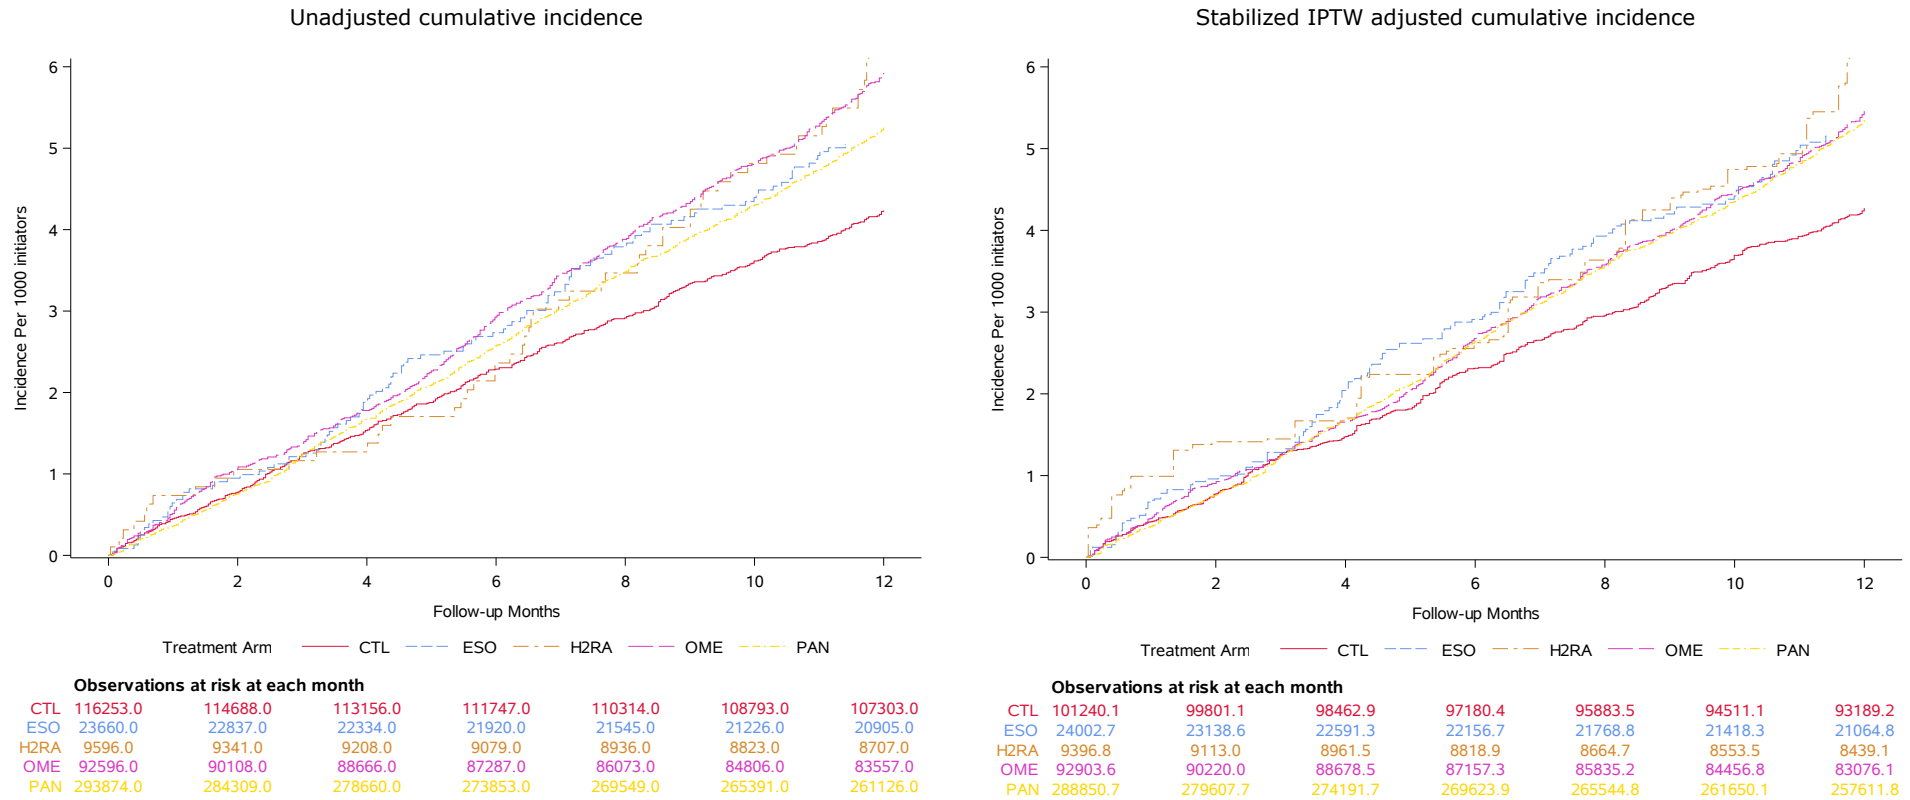 Unadjusted cumulative incidence
Incidence Per 1000 initiators
6
5
4
3
2
1
0
0 2 4 6 8 10 12
Follow-up Months
Treatment Arm CTL ESO H2RA OME PAN
Observations at risk at each month
CTL 116253.0 114688.0 113156.0 111747.0 110314.0 108793.0 107303.0
ESO 23660.0 22837.0 22334.0 21920.0 21545.0 21226.0 20905.0
H2RA 9596.0 9341.0 9208.0 9079.0 8936.0 8823.0 8707.0
OME 92596.0 90108.0 88666.0 87287.0 86073.0 84806.0 83557.0
PAN 293874.0 284309.0 278660.0 273853.0 269549.0 265391.0 261126.0
Stabilized IPTW adjusted cumulative incidence
Incidence Per 1000 initiators
6
5
4
3
2
1
0
0 2 4 6 8 10 12
Follow-up Months
Treatment Arm CTL ESO H2RA OME PAN
Observations at risk at each month
CTL 101240.1 99801.1 98462.9 97180.4 95883.5 94511.1 93189.2
ESO 24002.7 23138.6 22591.3 22156.7 21768.8 21418.3 21064.8
H2RA 9396.8 9113.0 8961.5 8818.9 8664.7 8553.5 8439.1
OME 92903.6 90220.0 88678.5 87157.3 85835.2 84456.8 83076.1
PAN 288850.7 279607.7 274191.7 269623.9 265544.8 261650.1 257611.8